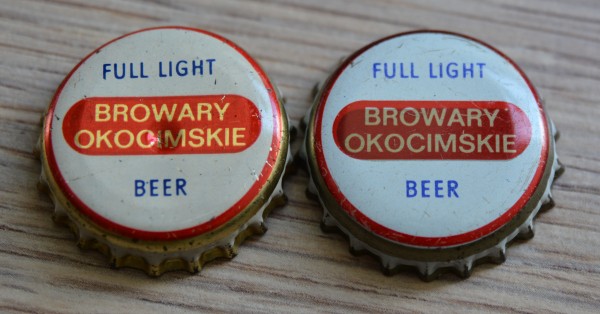 FULL LIGHT
BROWARY
OKOCIMSKIE
BEER
FULL LIGHT
BROWARY
OKOCIMSKIE
BEER